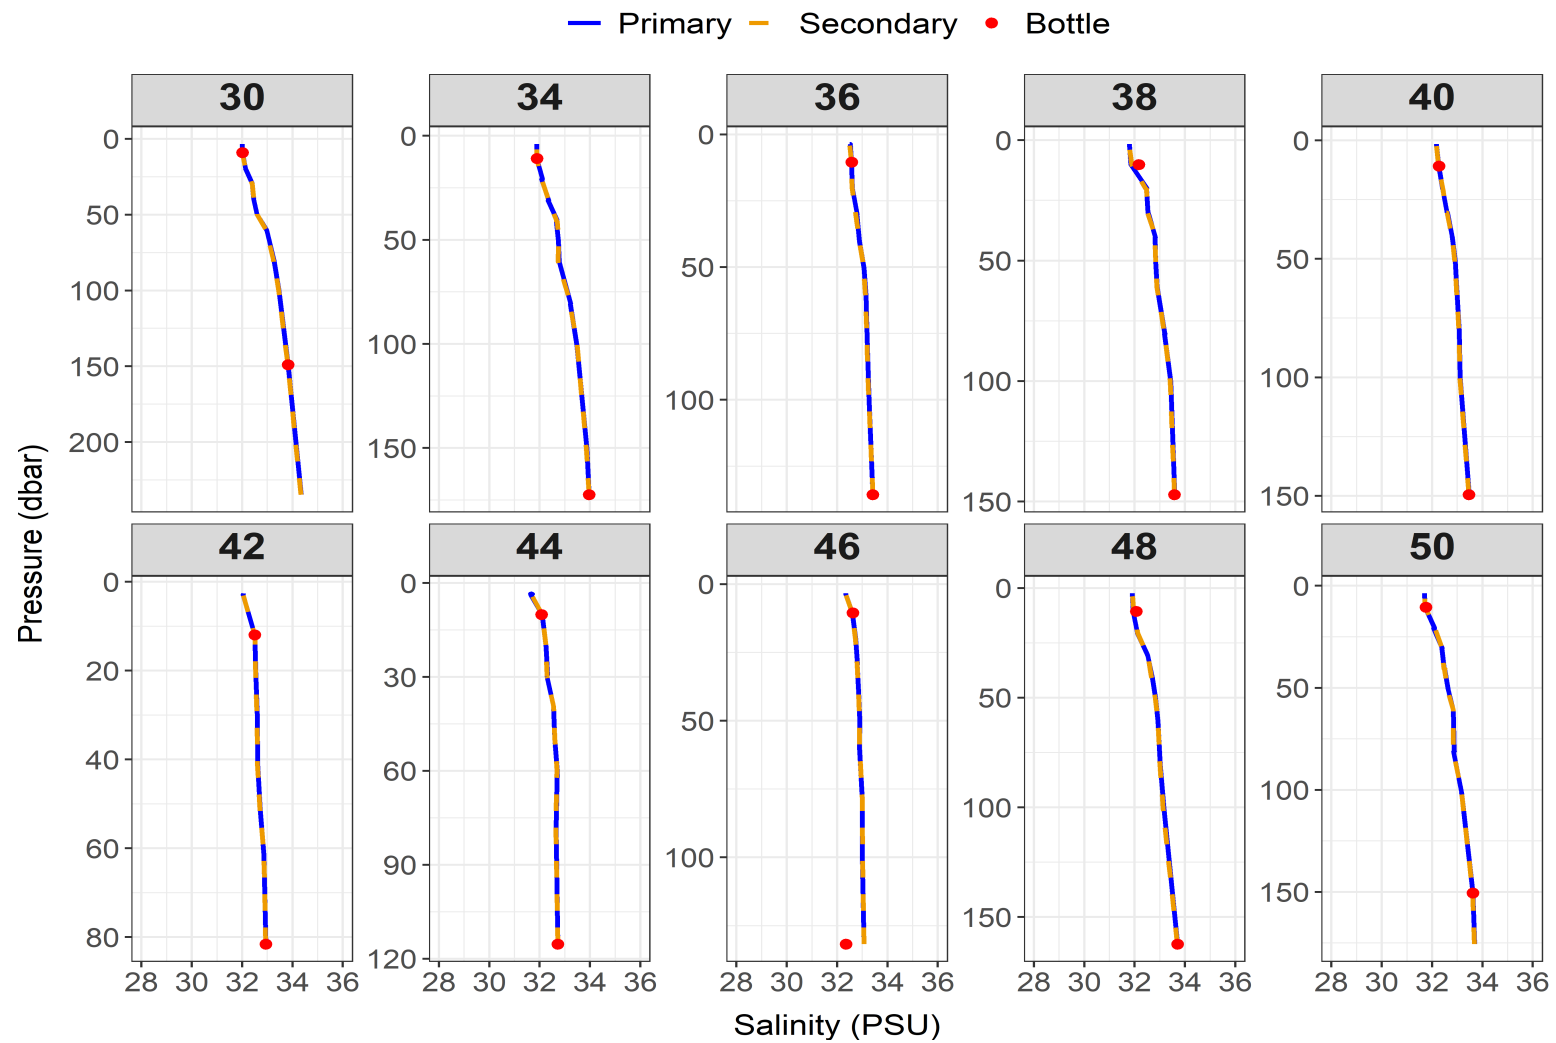 Primary Secondary Bottle
30 34 36 38 40
0 50 100 150 200
0 50 100 150
0 50 100
0 50 100 150
0 50 100 150
42 44 46 48 50
0 20 40 60 80
0 30 60 90 120
0 50 100
0 50 100 150
0 50 100 150
28 30 32 34 36 28 30 32 34 36 28 30 32 34 36 28 30 32 34 36 28 30 32 34 36
Pressure (dbar)
Salinity (PSU)